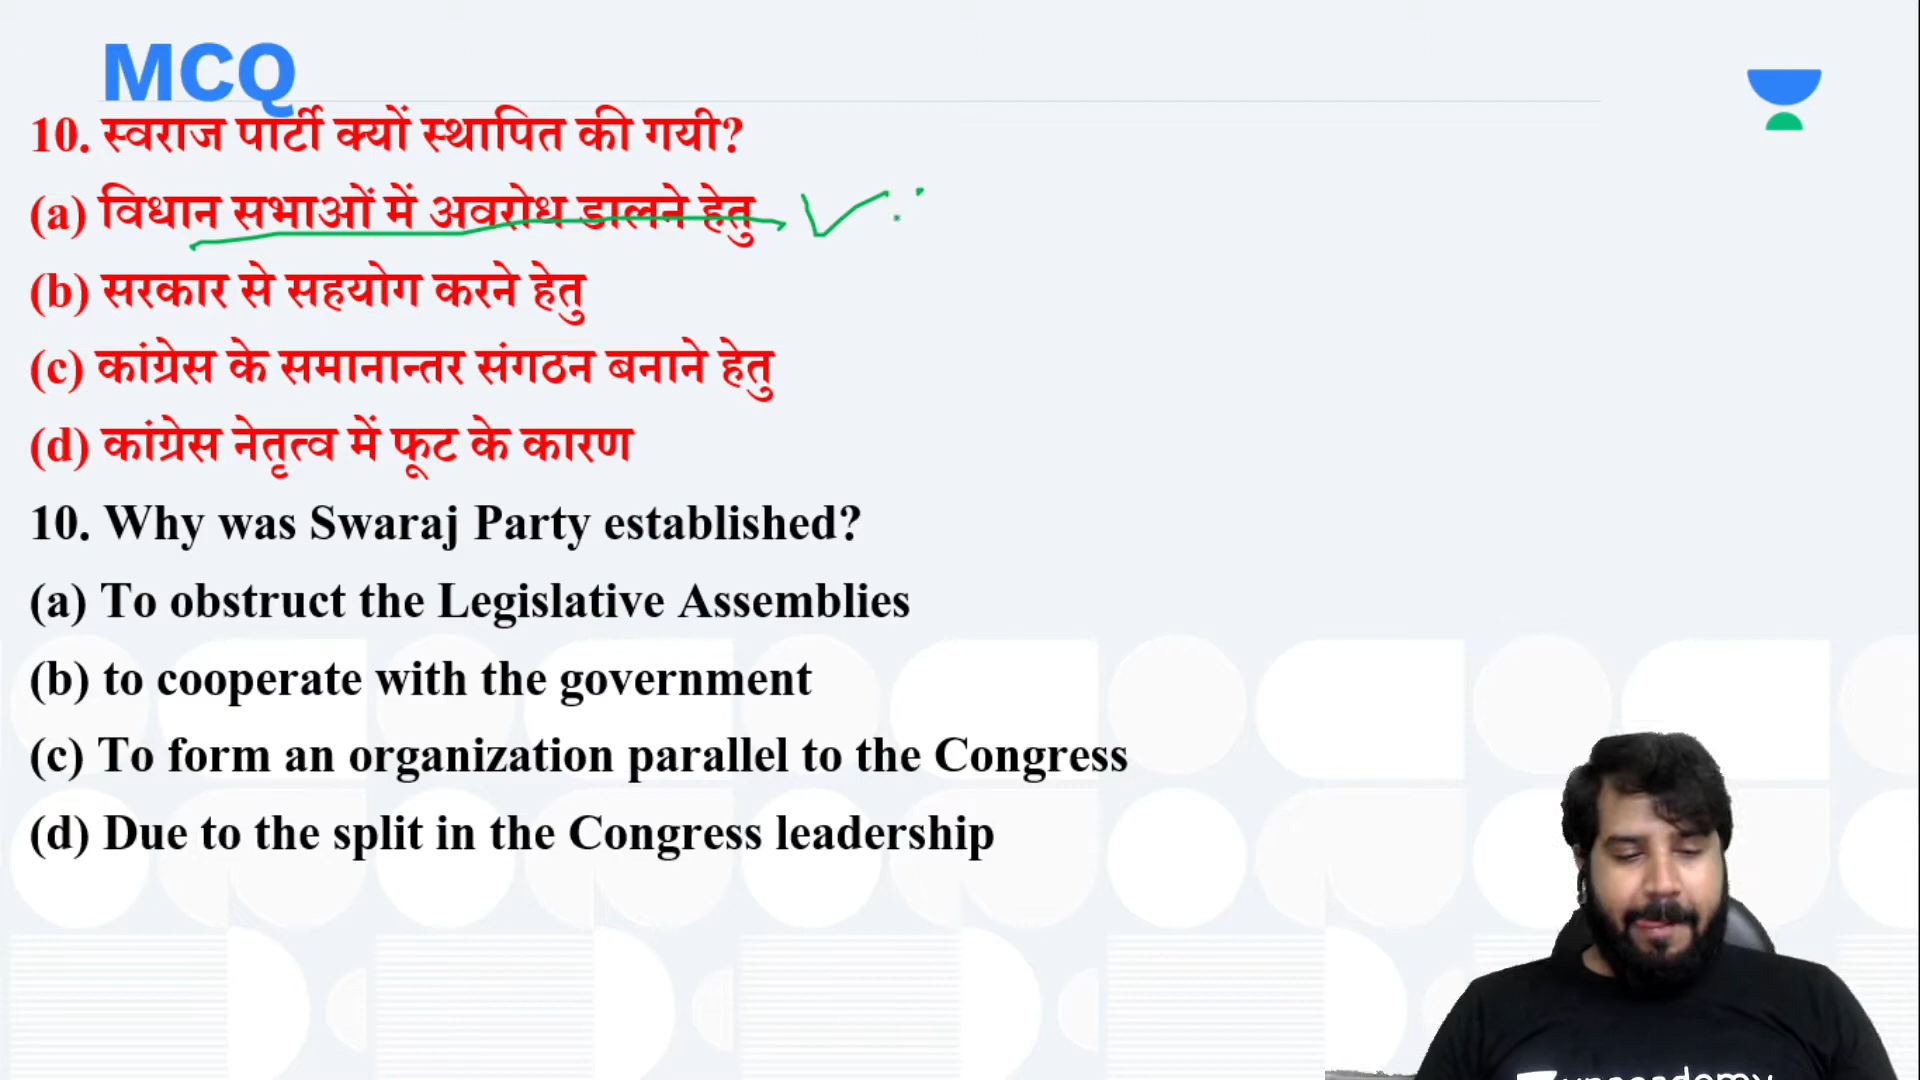 MCQ
10. स्वराज पार्टी क्यों स्थापित की गयी?
(a) विधान सभाओं में अवरोध डालने हेतु
(b) सरकार से सहयोग करने हेतु
(c) कांग्रेस के समानान्तर संगठन बनाने हेतु
(d) कांग्रेस नेतृत्व में फूट के कारण
10. Why was Swaraj Party established?
(a) To obstruct the Legislative Assemblies
(b) to cooperate with the government
(c) To form an organization parallel to the Congress
(d) Due to the split in the Congress leadership